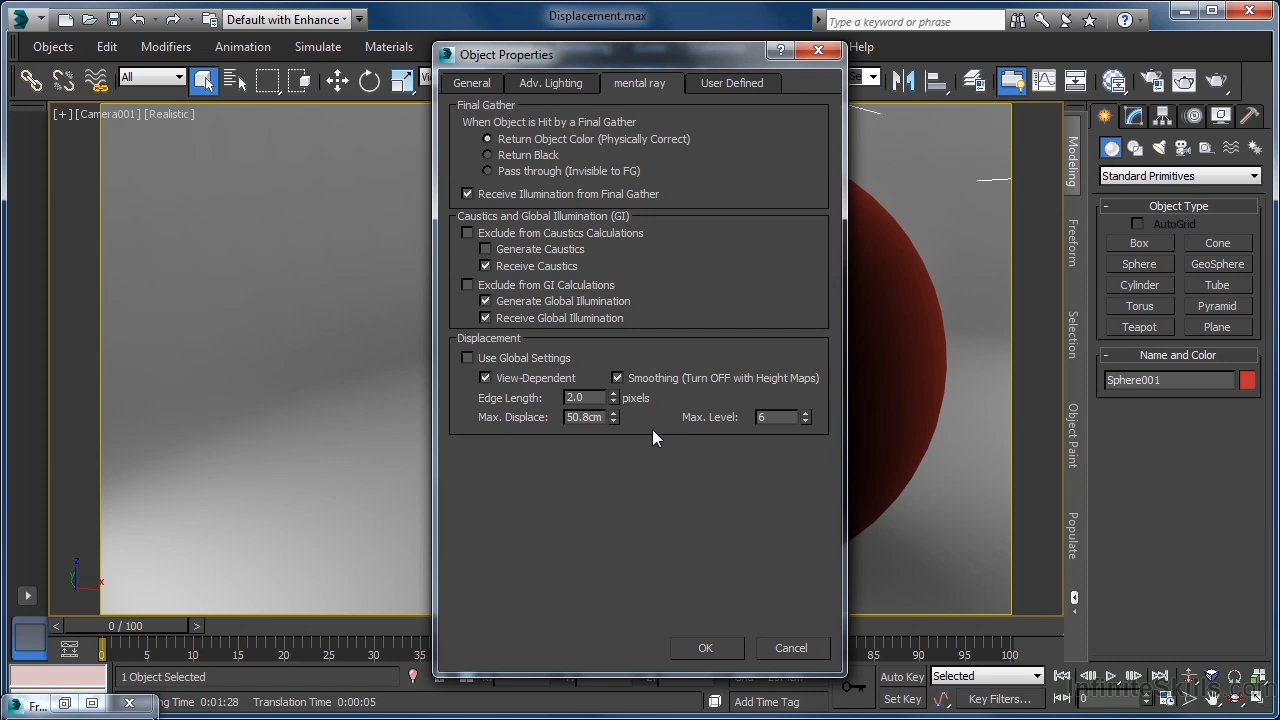 Default with Enhance
Displacement.max
Type a keyword or phrase
Objects Edit Modifiers Animation Simulate Materials Help
All
[+] [Camera001] [Realistic]
Object Properties
General Adv. Lighting mental ray User Defined
Final Gather
When Object is Hit by a Final Gather
Return Object Color (Physically Correct)
Return Black
Pass through (Invisible to FG)
Receive Illumination from Final Gather
Caustics and Global Illumination (GI)
Exclude from Caustics Calculations
Generate Caustics
Receive Caustics
Exclude from GI Calculations
Generate Global Illumination
Receive Global Illumination
Displacement
Use Global Settings
View-Dependent Smoothing (Turn OFF with Height Maps)
Edge Length: 2.0 pixels
Max. Displace: 50.8cm Max. Level: 6
OK Cancel
Modeling
Freeform
Selection
Object Paint
Populate
Standard Primitives
- Object Type
AutoGrid
Box Cone
Sphere GeoSphere
Cylinder Tube
Torus Pyramid
Teapot Plane
- Name and Color
Sphere001
< 0 / 100 >
0 5 10 15 20 25 30 85 90 95 100
1 Object Selected
Auto Key Selected
Set Key Key Filters...
0
Fr...
Time 0:01:28 Translation Time 0:00:05
Add Time Tag